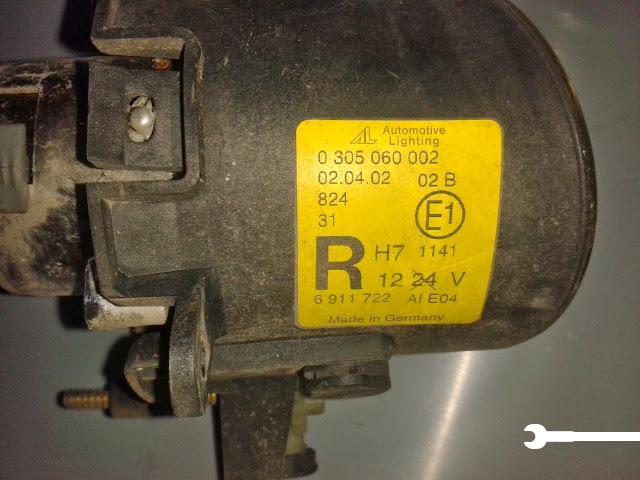 AL Automotive
Lighting
0 305 060 002
02.04.02 02 B
824
31
E1
R H7 1141
12 24 V
6 911 722 AI E04
Made in Germany